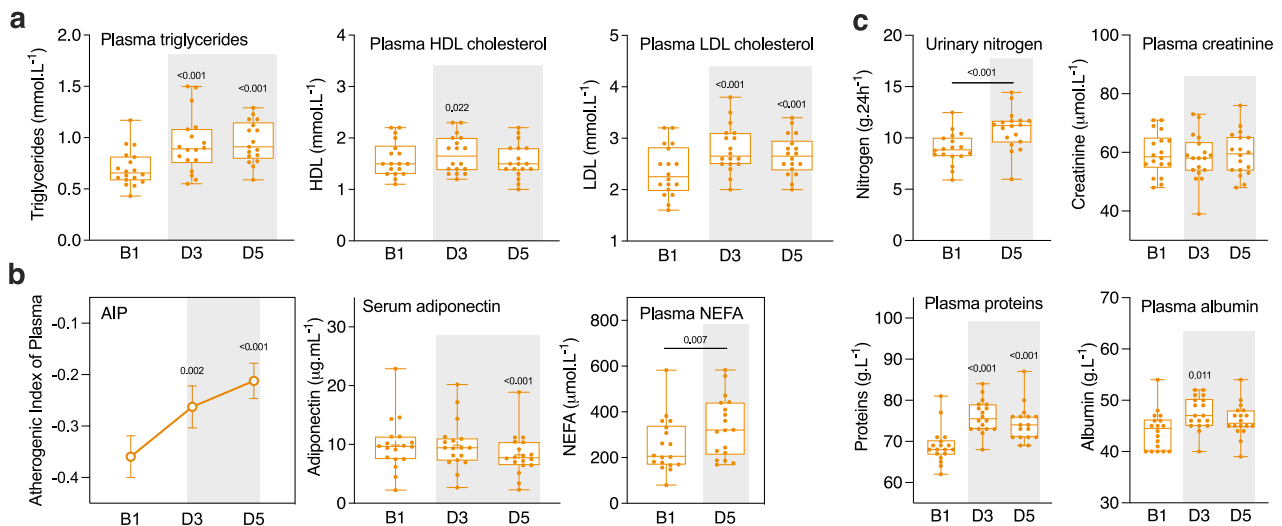 a
Plasma triglycerides
Triglycerides (mmol.L-1)
2.0
1.5
1.0
0.5
0.0
<0.001
<0.001
B1 D3 D5
Plasma HDL cholesterol
HDL (mmol.L-1)
4
3
2
1
0
0.022
B1 D3 D5
Plasma LDL cholesterol
LDL (mmol.L-1)
5
4
3
2
1
<0.001
<0.001
B1 D3 D5
b
AIP
Atherogenic Index of Plasma
-0.1
-0.2
-0.3
-0.4
0.002
<0.001
B1 D3 D5
Serum adiponectin
Adiponectin (µg.mL-1)
30
20
10
0
<0.001
B1 D3 D5
Plasma NEFA
NEFA (µmol.L-1)
800
600
400
200
0
0.007
B1 D5
c
Urinary nitrogen
Nitrogen (g.24h-1)
20
15
10
5
0
<0.001
B1 D5
Plasma creatinine
Creatinine (µmol.L-1)
100
80
60
40
B1 D3 D5
Plasma proteins
Proteins (g.L-1)
100
90
80
70
60
<0.001
<0.001
B1 D3 D5
Plasma albumin
Albumin (g.L-1)
70
60
50
40
30
0.011
B1 D3 D5